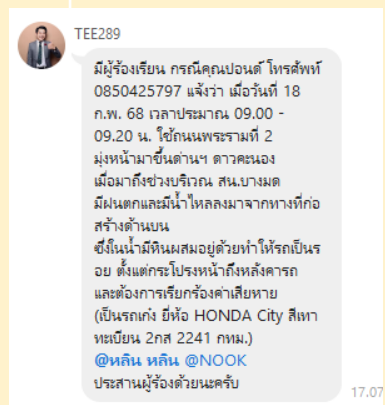 TEE289
มีผู้ร้องเรียน กรณีคุณปอนด์ โทรศัพท์
0850425797 แจ้งว่า เมื่อวันที่ 18
ก.พ. 68 เวลาประมาณ 09.00 -
09.20 น. ใช้ถนนพระรามที่ 2
มุ่งหน้ามาขึ้นด่านฯ ดาวคะนอง
เมื่อมาถึงช่วงบริเวณ สน.บางมด
มีฝนตกและมีน้ำไหลลงมาจากทางที่ก่อ
สร้างด้านบน
ซึ่งในน้ำมีหินผสมอยู่ด้วยทำให้รถเป็นร
อย ตั้งแต่กระโปรงหน้าถึงหลังคารถ
และต้องการเรียกร้องค่าเสียหาย
(เป็นรถเก๋ง ยี่ห้อ HONDA City สีเทา
ทะเบียน 2กส 2241 กทม.)
@หลิน หลิน @NOOK
ประสานผู้ร้องด้วยนะครับ
17.07